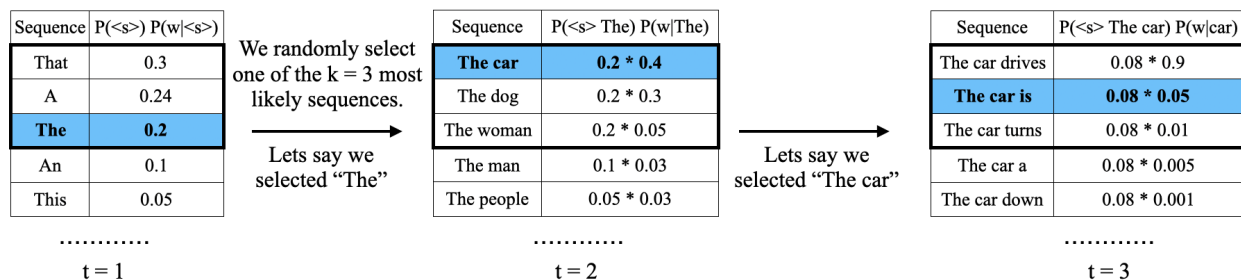 Sequence P(<s>) P(w|<s>)
That 0.3
A 0.24
The 0.2
An 0.1
This 0.05
............
t = 1
We randomly select
one of the k = 3 most
likely sequences.
Lets say we
selected “The”
Sequence P(<s> The) P(w|The)
The car 0.2 * 0.4
The dog 0.2 * 0.3
The woman 0.2 * 0.05
The man 0.1 * 0.03
The people 0.05 * 0.03
............
t = 2
Lets say we
selected “The car”
Sequence P(<s> The car) P(w|car)
The car drives 0.08 * 0.9
The car is 0.08 * 0.05
The car turns 0.08 * 0.01
The car a 0.08 * 0.005
The car down 0.08 * 0.001
............
t = 3